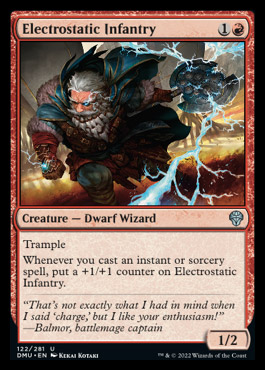 Electrostatic Infantry 1
Creature — Dwarf Wizard
Trample
Whenever you cast an instant or sorcery
spell, put a +1/+1 counter on Electrostatic
Infantry.
“That’s not exactly what I had in mind when
I said ‘charge,’ but I like your enthusiasm!”
—Balmor, battlemage captain
1/2
122/281 U
DMU • EN KEKAI KOTAKI
™ & © 2022 Wizards of the Coast